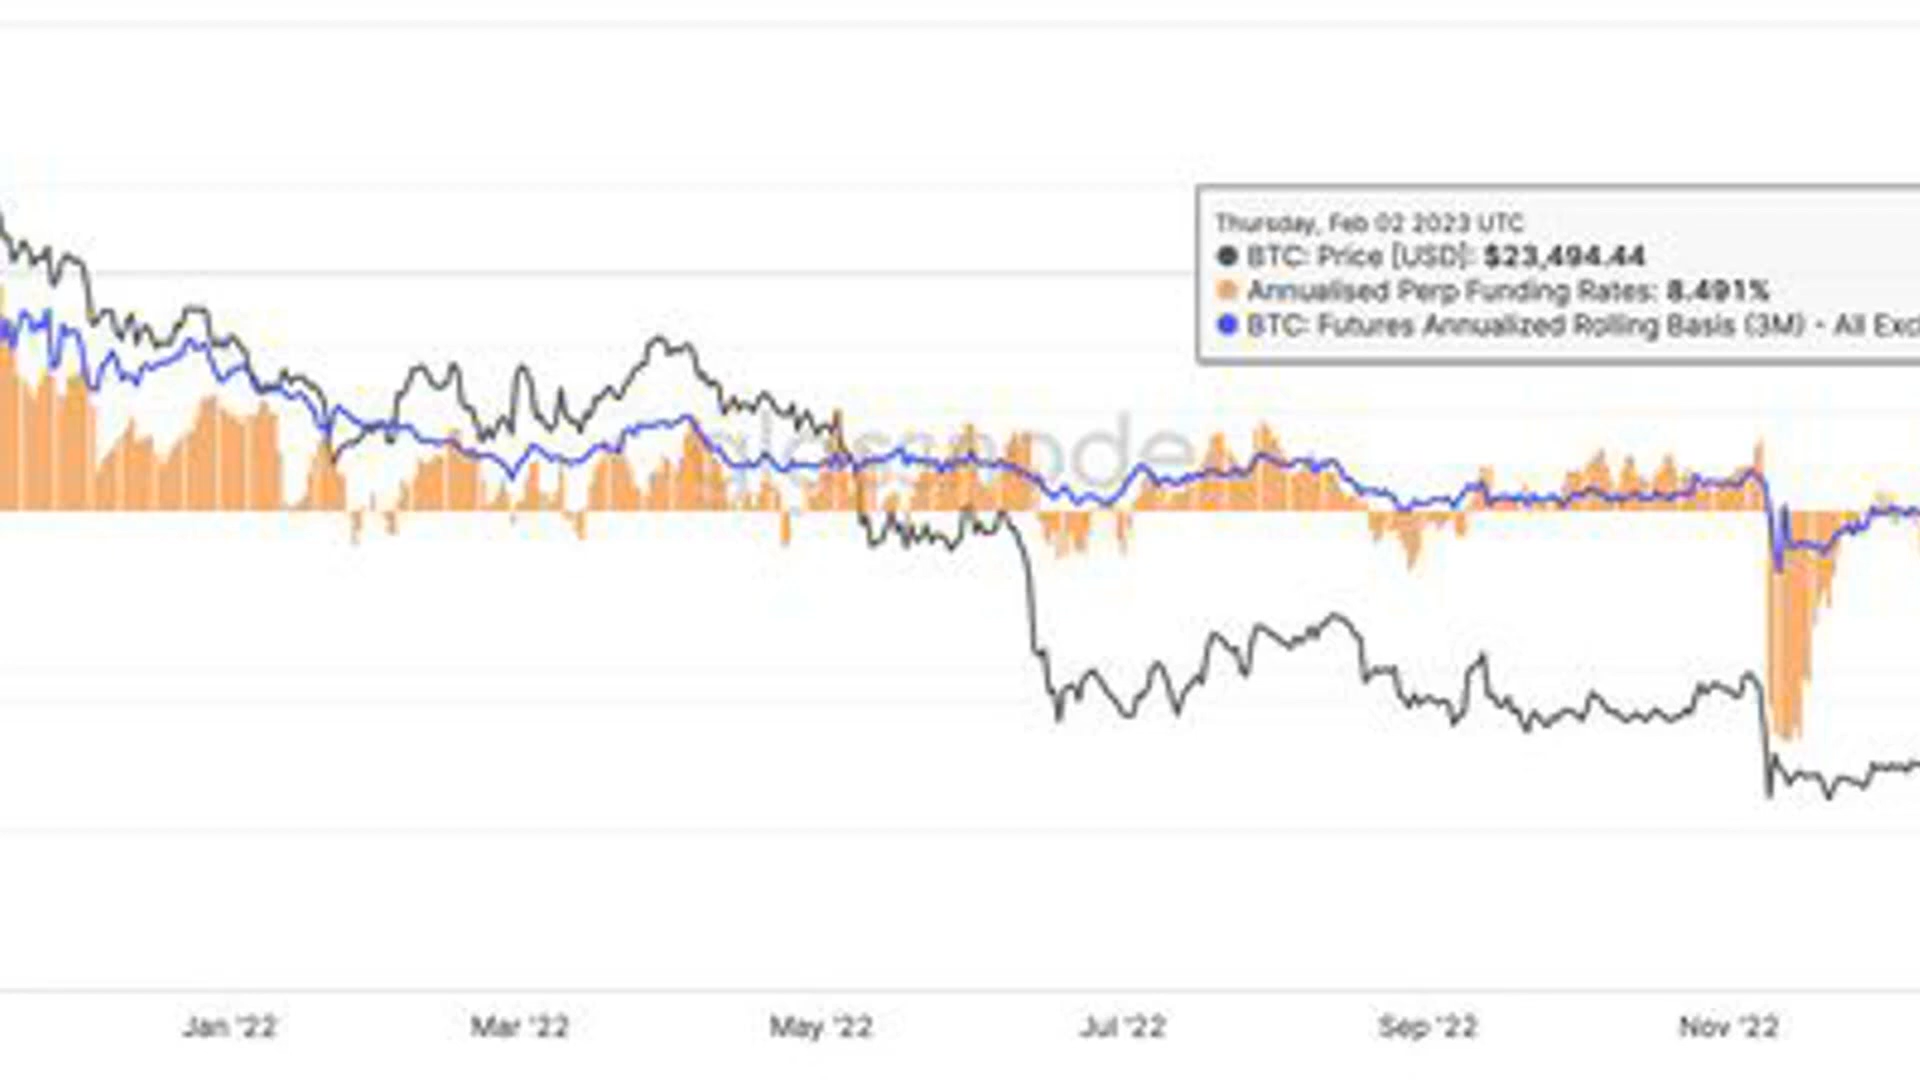 Thursday, Feb 02 2023 UTC
BTC: Price [USD]: $23,494.44
Annualised Perp Funding Rates: 8.491%
BTC: Futures Annualized Rolling Basis (3M) - All Exc
glassnode
Jan '22 Mar '22 May '22 Jul '22 Sep '22 Nov '22